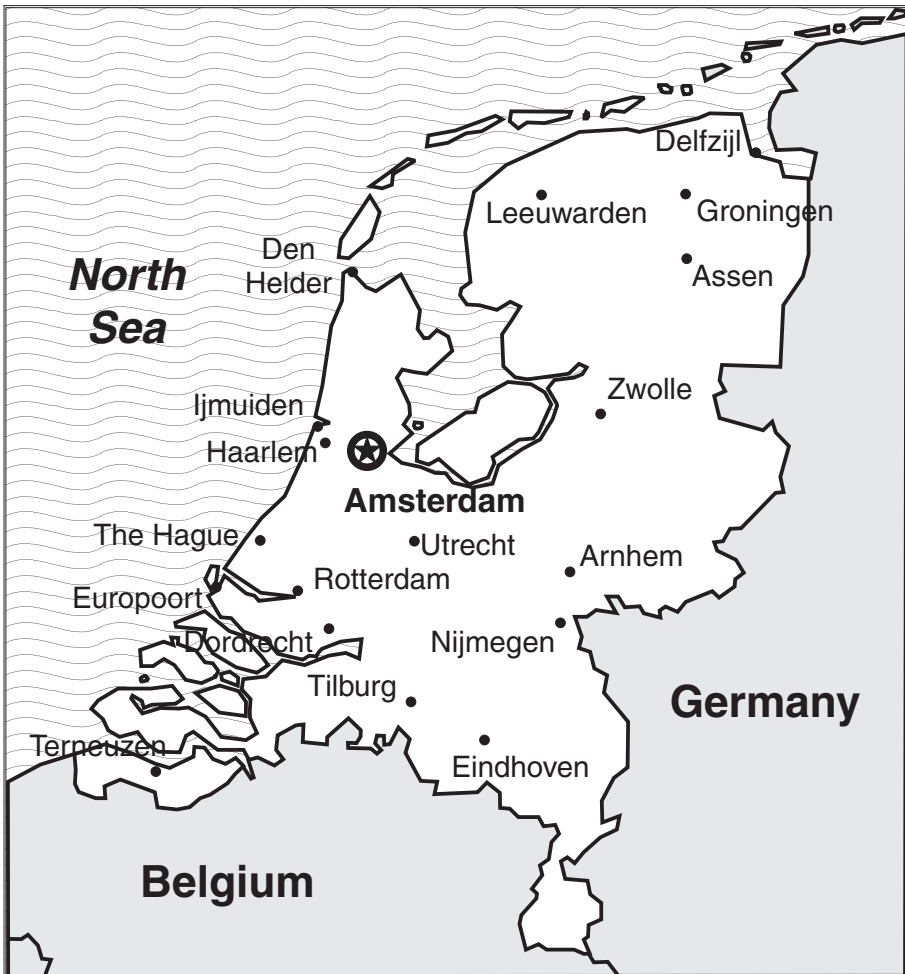 Delfzijl
Leeuwarden
Groningen
Den
Helder
Assen
North
Sea
Zwolle
Ijmuiden
Haarlem
Amsterdam
The Hague
Utrecht
Arnhem
Rotterdam
Europoort
Dordrecht
Nijmegen
Tilburg
Germany
Terneuzen
Eindhoven
Belgium